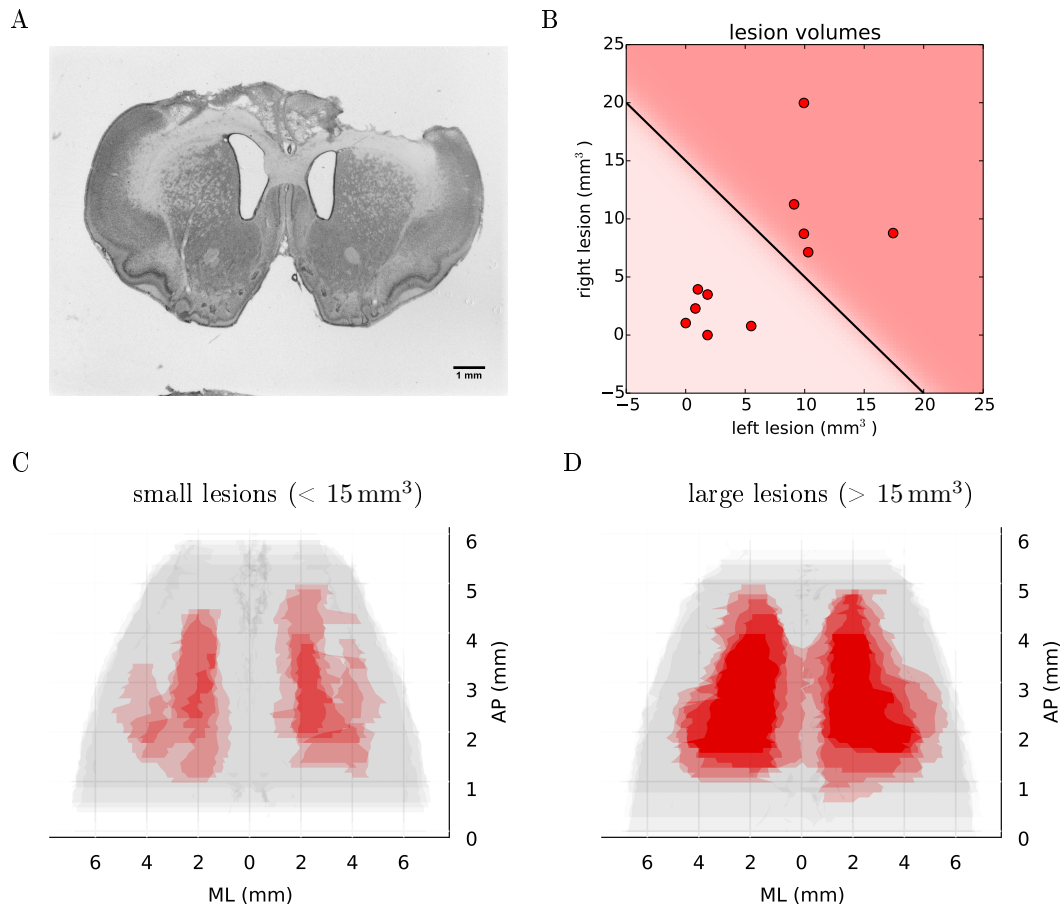 A
1 mm
B
lesion volumes
25
20
15
10
5
0
−5
−5 0 5 10 15 20 25
right lesion (mm³ )
left lesion (mm³ )
C
small lesions (< 15 mm³)
6
5
4
3
2
1
0
AP (mm)
6 4 2 0 2 4 6
ML (mm)
D
large lesions (> 15 mm³)
6
5
4
3
2
1
0
AP (mm)
6 4 2 0 2 4 6
ML (mm)